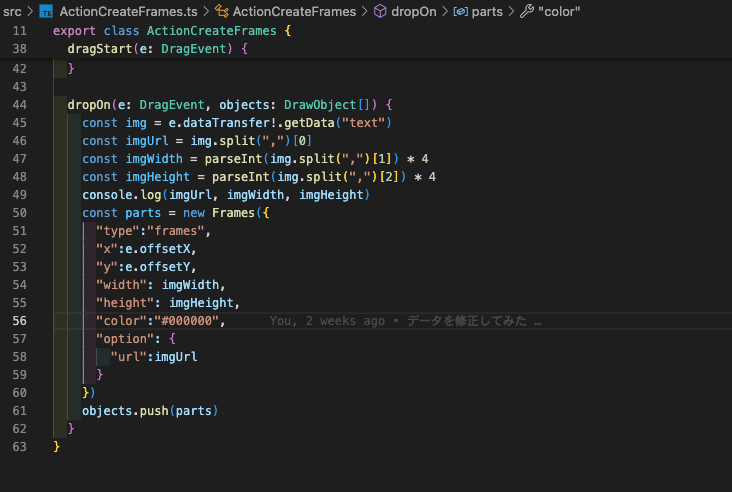 src > TS ActionCreateFrames.ts > ActionCreateFrames > dropOn > parts > "color"
11 export class ActionCreateFrames {
38 dragStart(e: DragEvent) {
42 }
43
44 dropOn(e: DragEvent, objects: DrawObject[]) {
45 const img = e.dataTransfer!.getData("text")
46 const imgUrl = img.split(",")[0]
47 const imgWidth = parseInt(img.split(",")[1]) * 4
48 const imgHeight = parseInt(img.split(",")[2]) * 4
49 console.log(imgUrl, imgWidth, imgHeight)
50 const parts = new Frames({
51 "type":"frames",
52 "x":e.offsetX,
53 "y":e.offsetY,
54 "width": imgWidth,
55 "height": imgHeight,
56 "color":"#000000", You, 2 weeks ago • データを修正してみた …
57 "option": {
58 "url":imgUrl
59 }
60 })
61 objects.push(parts)
62 }
63 }